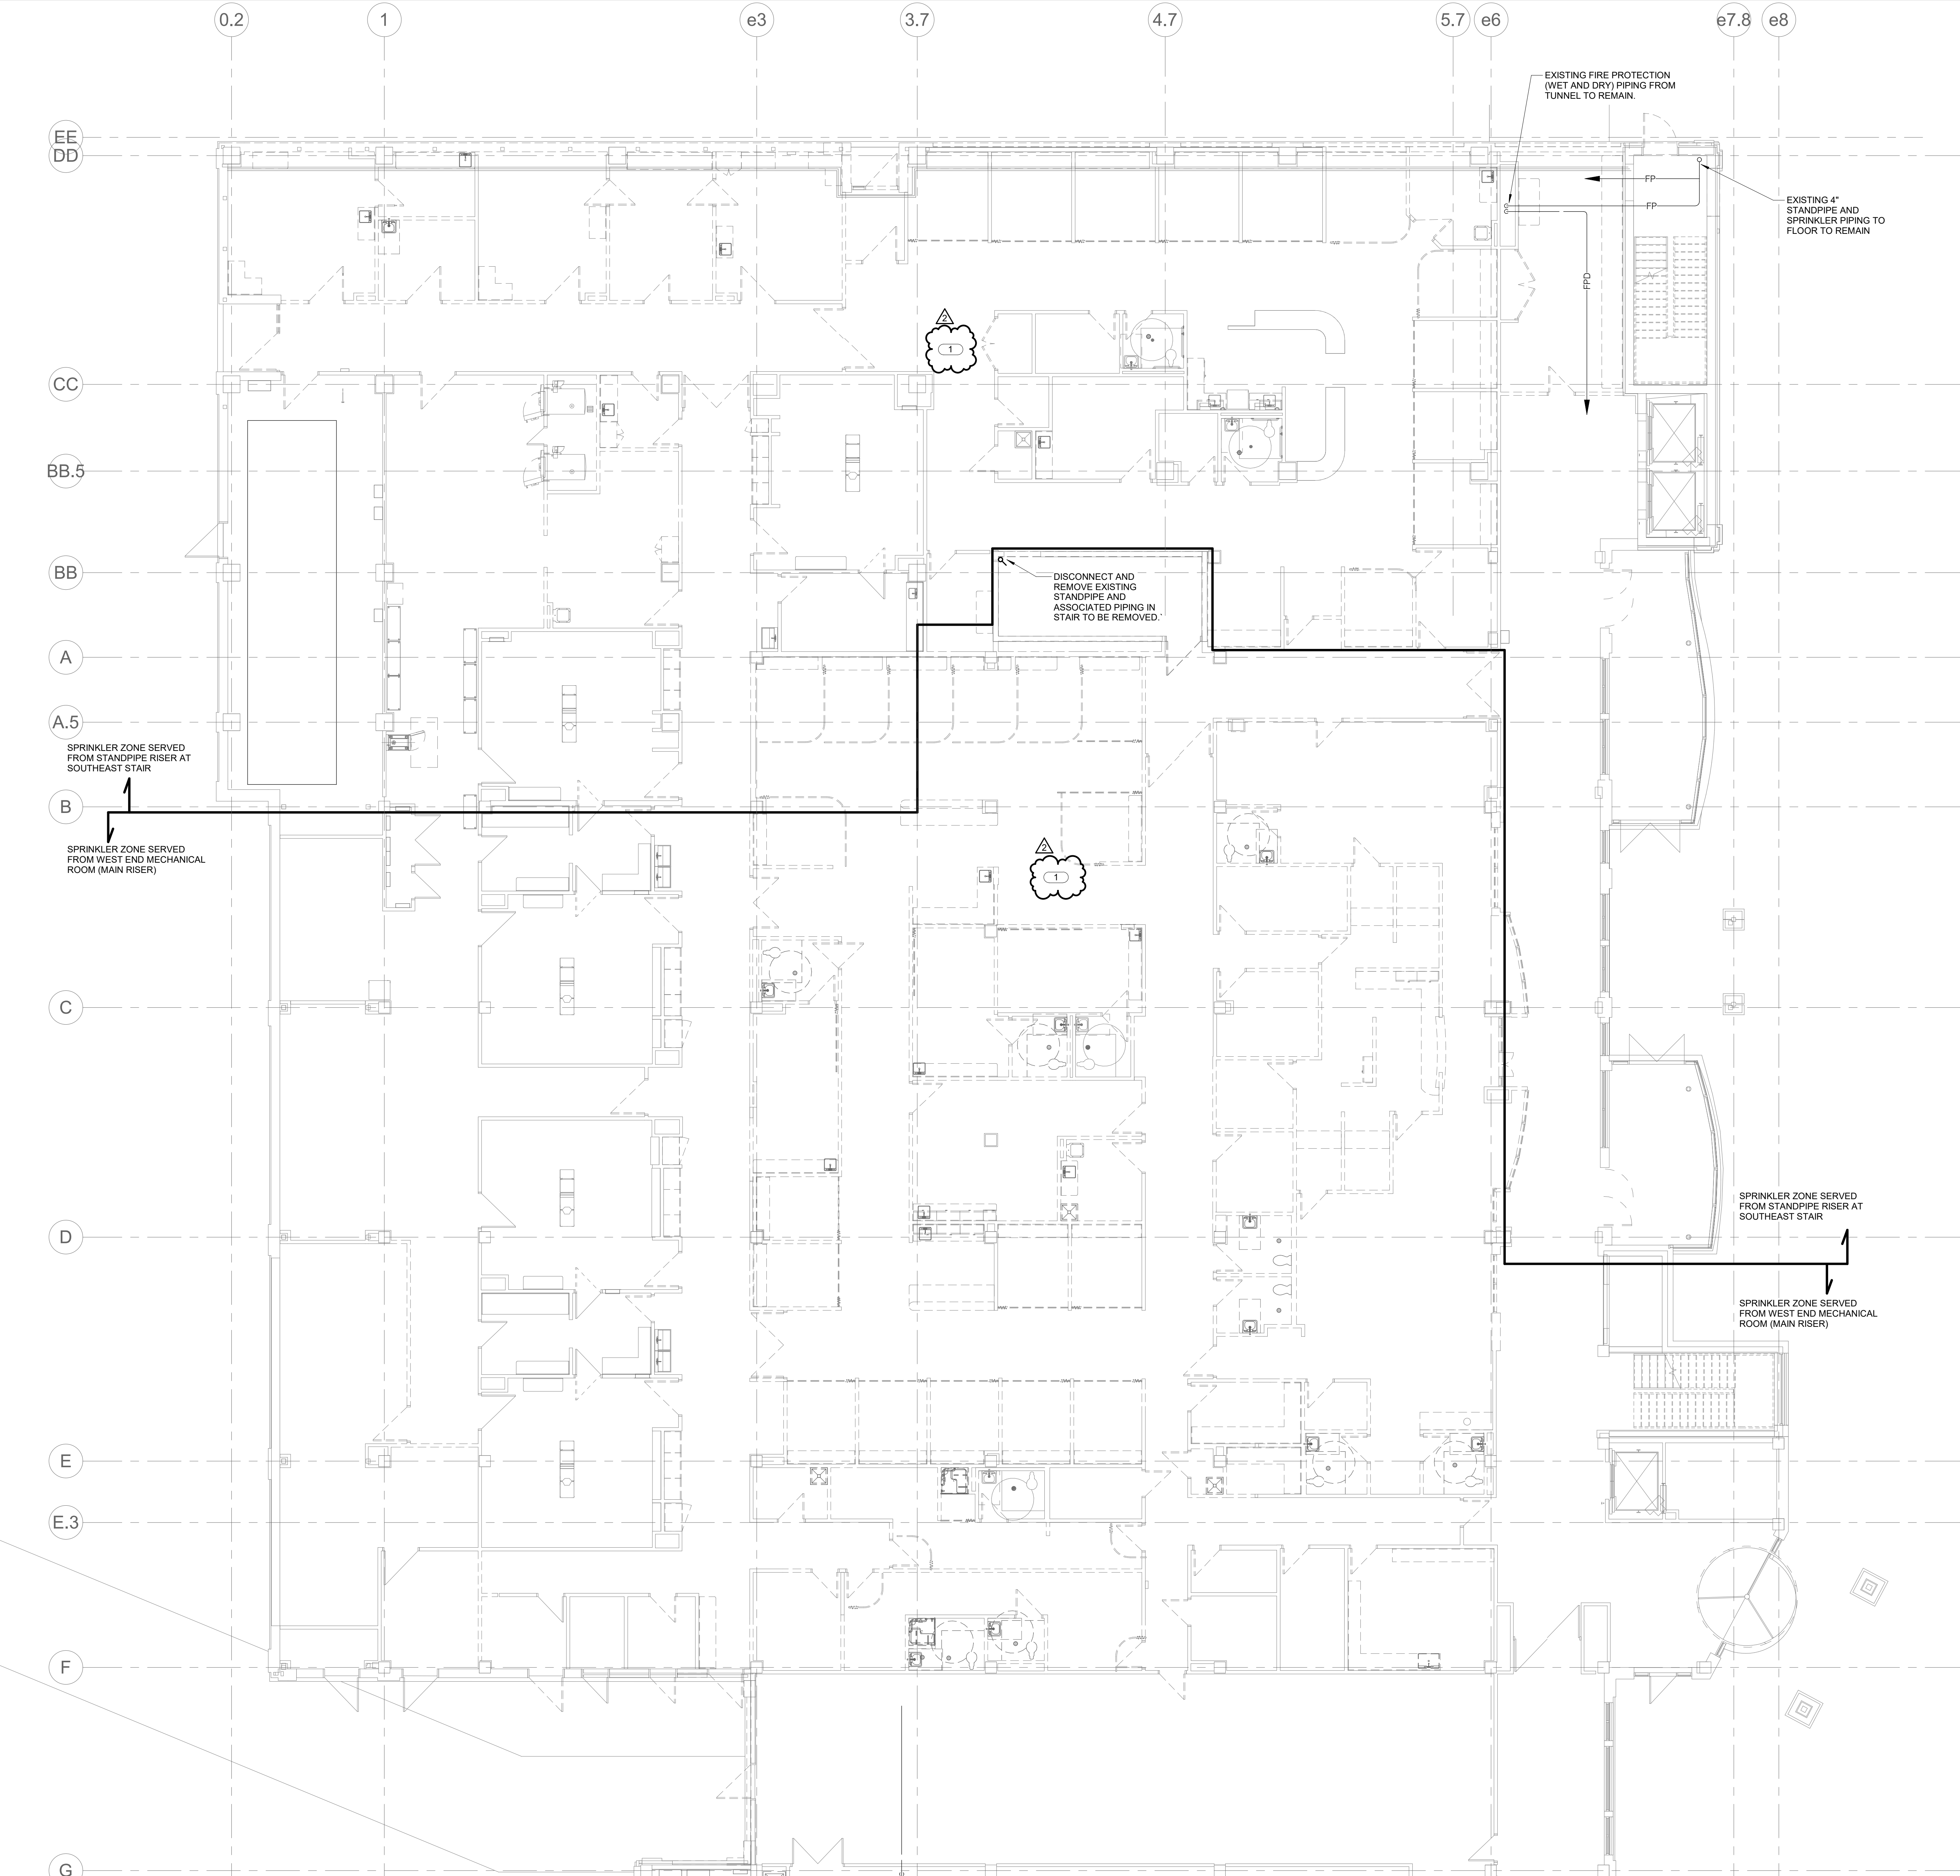 0.2
1
e3
3.7
4.7
5.7
e6
e7.8
e8
EXISTING FIRE PROTECTION
(WET AND DRY) PIPING FROM
TUNNEL TO REMAIN.
EE
DD
FP
FP
EXISTING 4"
STANDPIPE AND
SPRINKLER PIPING TO
FLOOR TO REMAIN
FPD
2
1
CC
BB.5
BB
DISCONNECT AND
REMOVE EXISTING
STANDPIPE AND
ASSOCIATED PIPING IN
STAIR TO BE REMOVED.`
A
A.5
SPRINKLER ZONE SERVED
FROM STANDPIPE RISER AT
SOUTHEAST STAIR
B
SPRINKLER ZONE SERVED
FROM WEST END MECHANICAL
ROOM (MAIN RISER)
2
1
C
SPRINKLER ZONE SERVED
FROM STANDPIPE RISER AT
SOUTHEAST STAIR
D
SPRINKLER ZONE SERVED
FROM WEST END MECHANICAL
ROOM (MAIN RISER)
E
E.3
F
G